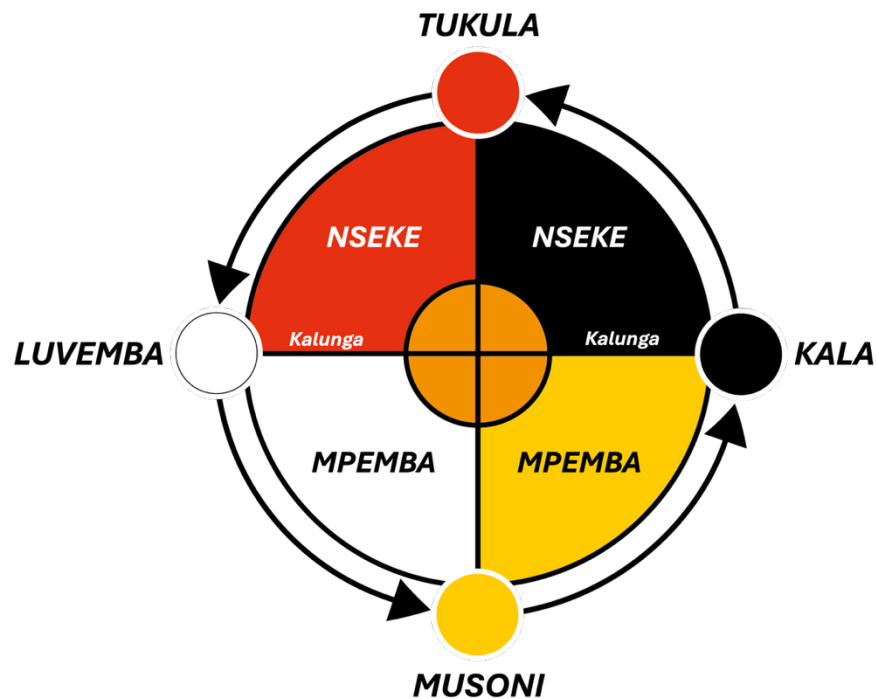 TUKULA
NSEKE
NSEKE
Kalunga
Kalunga
LUVEMBA
KALA
MPEMBA
MPEMBA
MUSONI